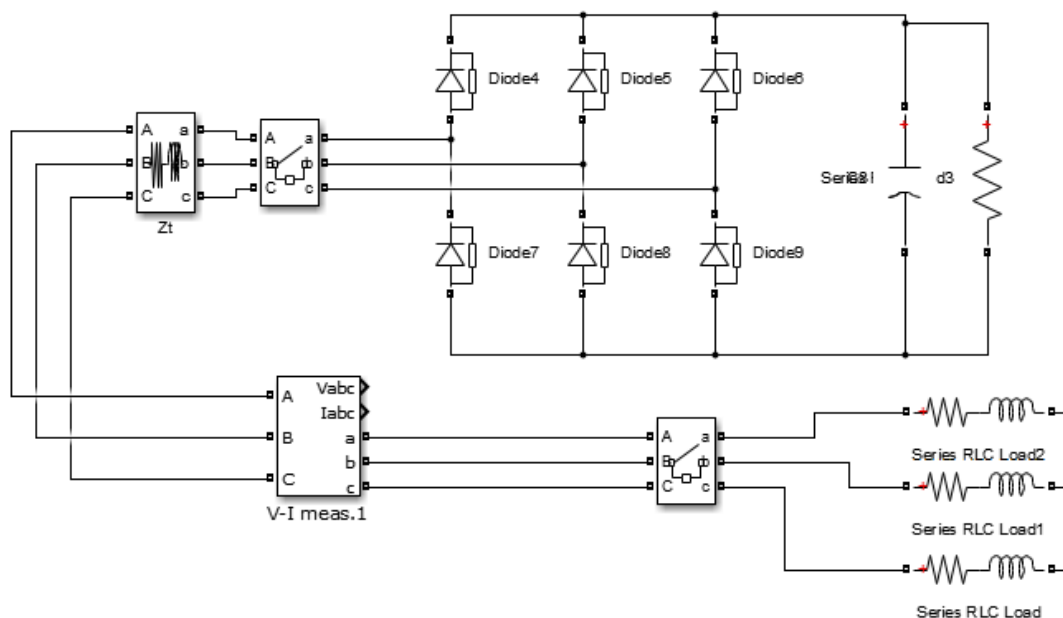 Diode4
Diode5
Diode6
A
a
B
b
C
c
Zt
A
a
B
b
C
c
d3
Diode7
Diode8
Diode9
A
B
C
Vabc
Iabc
a
b
c
V-I meas.1
A
a
B
b
C
c
Series RLC Load2
Series RLC Load1
Series RLC Load